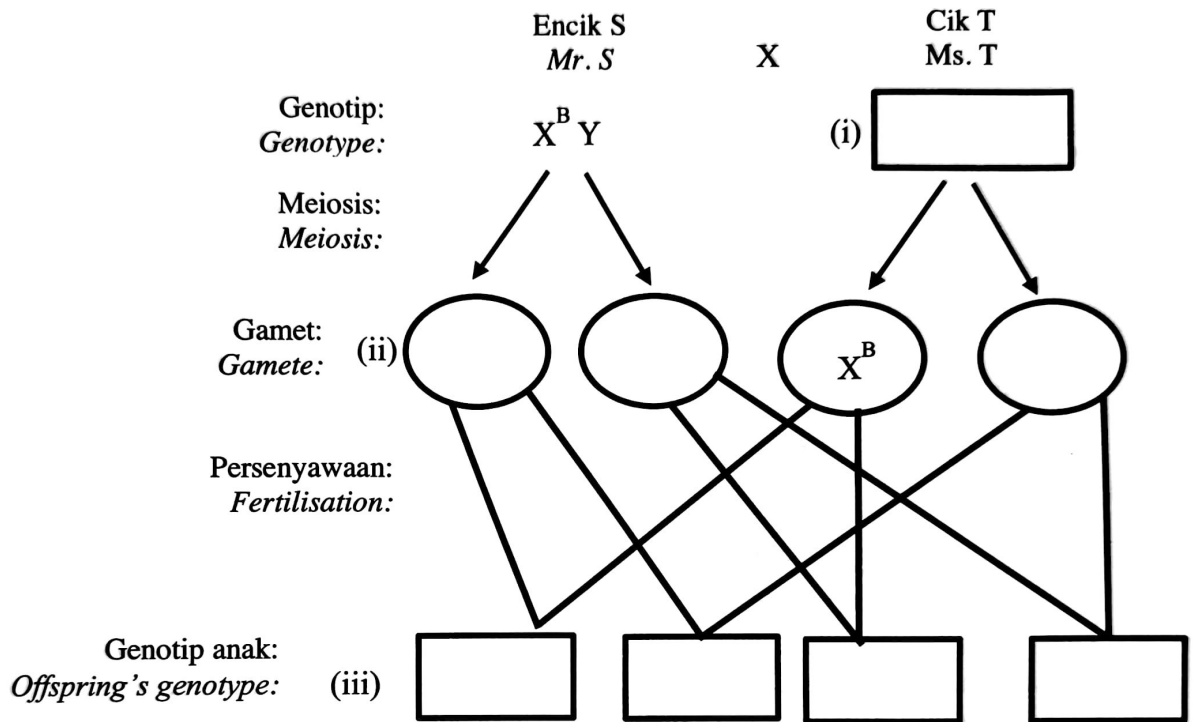 Encik S
Mr. S
X
Cik T
Ms. T
Genotip:
Genotype:
X^B Y
(i)
Meiosis:
Meiosis:
Gamet:
Gamete:
(ii)
X^B
Persenyawaan:
Fertilisation:
Genotip anak:
Offspring's genotype:
(iii)